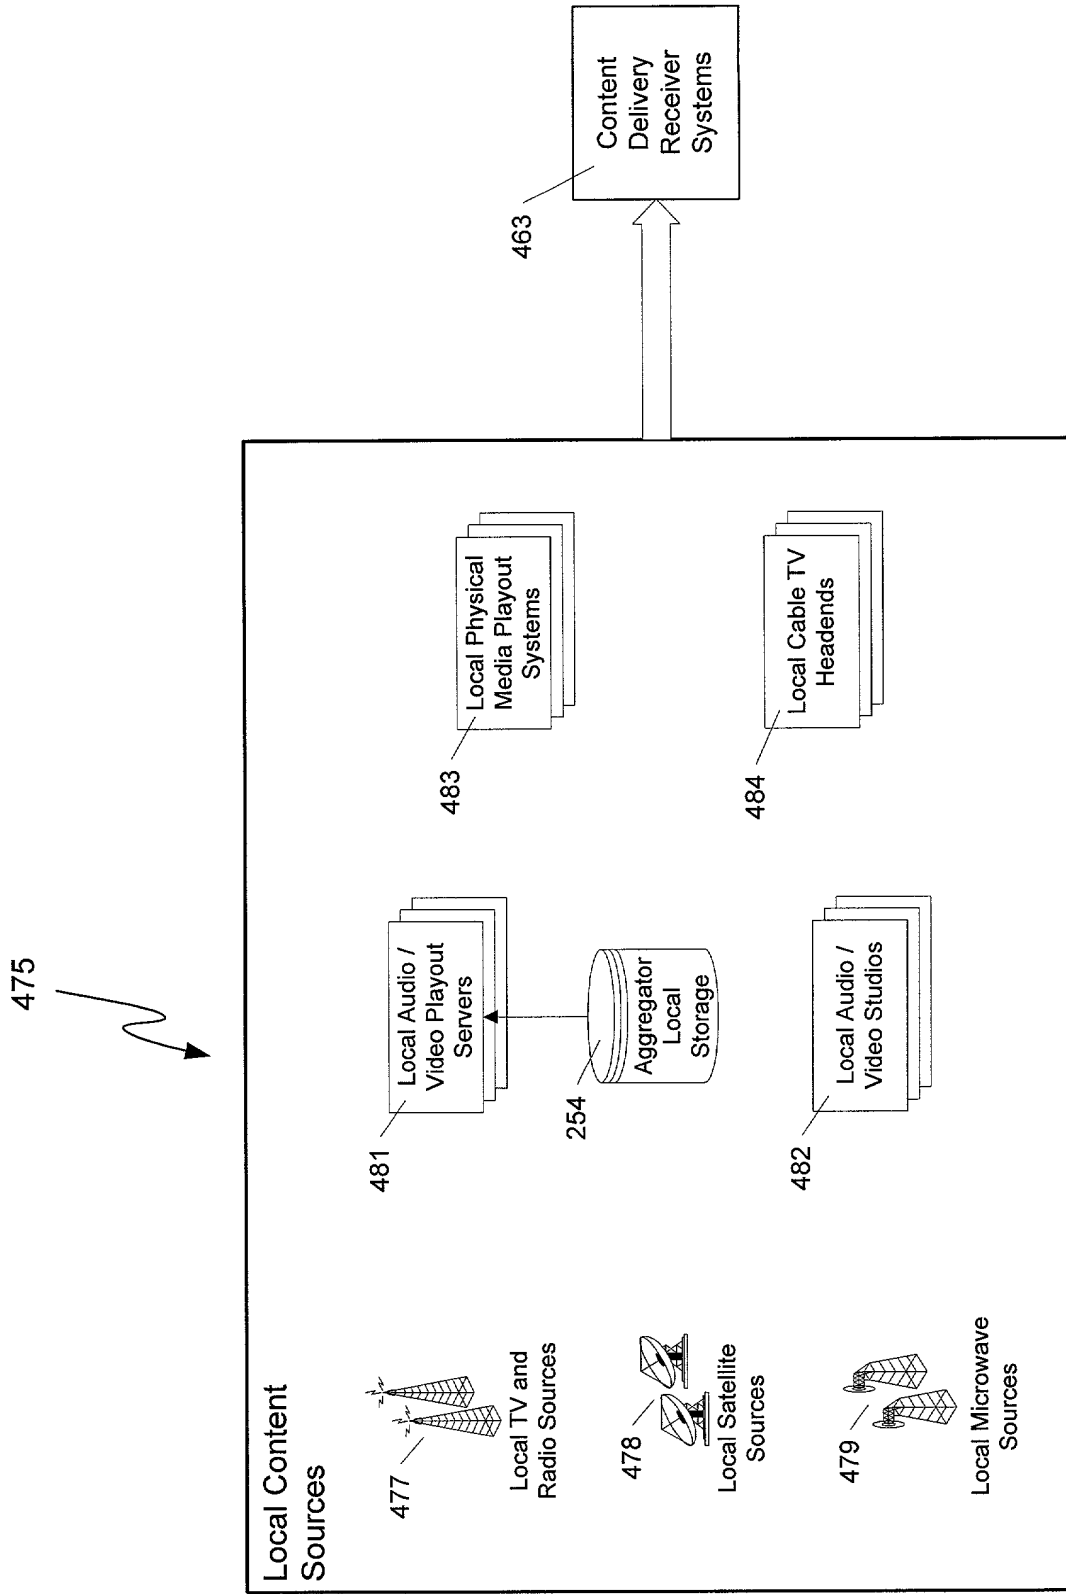 475
Local Content
Sources
477
Local TV and
Radio Sources
478
Local Satellite
Sources
479
Local Microwave
Sources
481
Local Audio /
Video Playout
Servers
254
Aggregator
Local
Storage
482
Local Audio /
Video Studios
483
Local Physical
Media Playout
Systems
484
Local Cable TV
Headends
463
Content
Delivery
Receiver
Systems